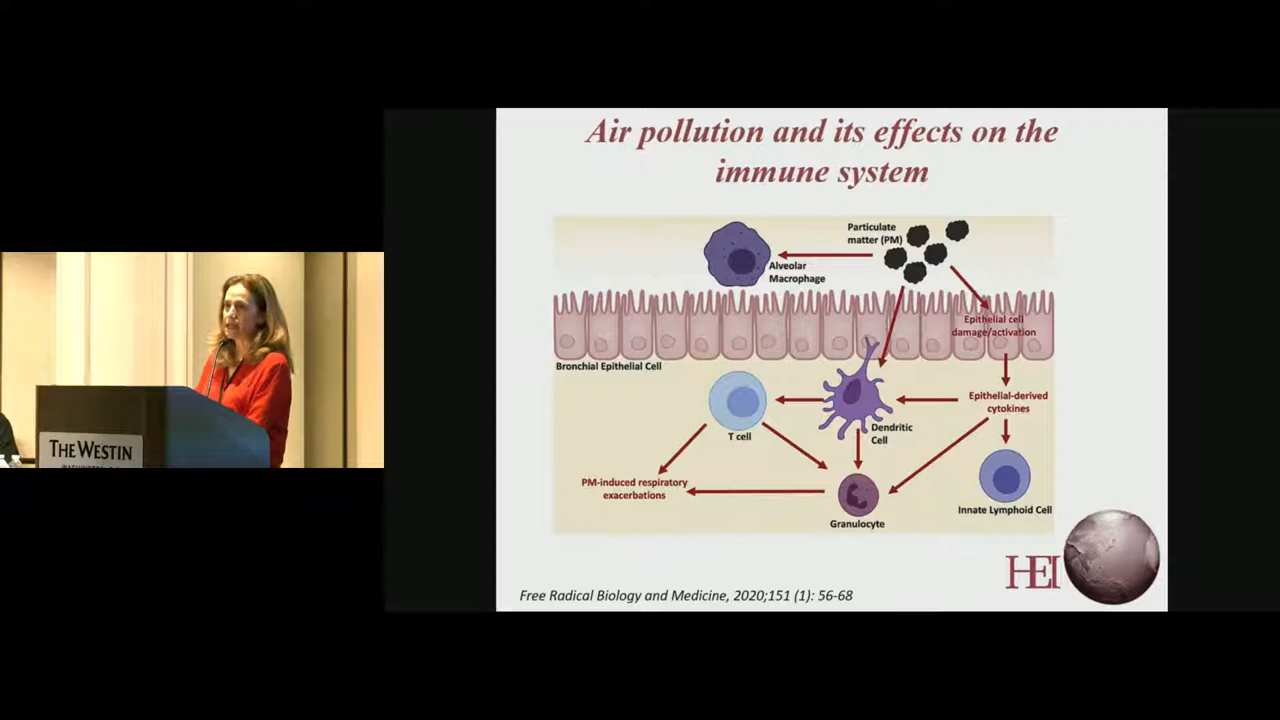 Air pollution and its effects on the
immune system
Particulate
matter (PM)
Alveolar
Macrophage
Epithelial cell
damage/activation
Bronchial Epithelial Cell
Epithelial-derived
cytokines
Dendritic
Cell
T cell
PM-induced respiratory
exacerbations
Granulocyte
Innate Lymphoid Cell
HEI
Free Radical Biology and Medicine, 2020;151 (1): 56-68
THE WESTIN